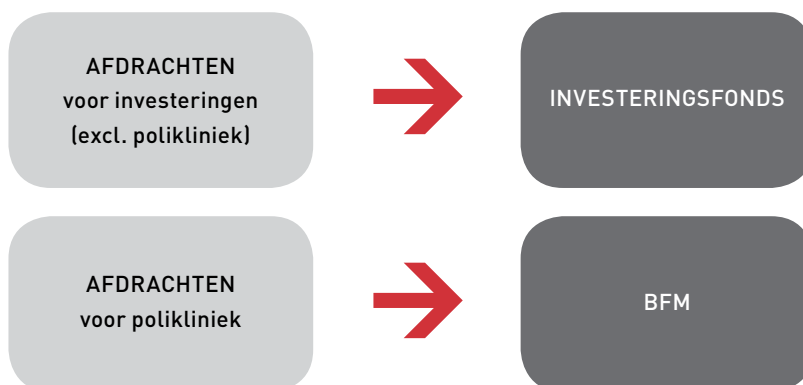 AFDRACHTEN
voor investeringen
(excl. polikliniek)
INVESTERINGSFONDS
AFDRACHTEN
voor polikliniek
BFM